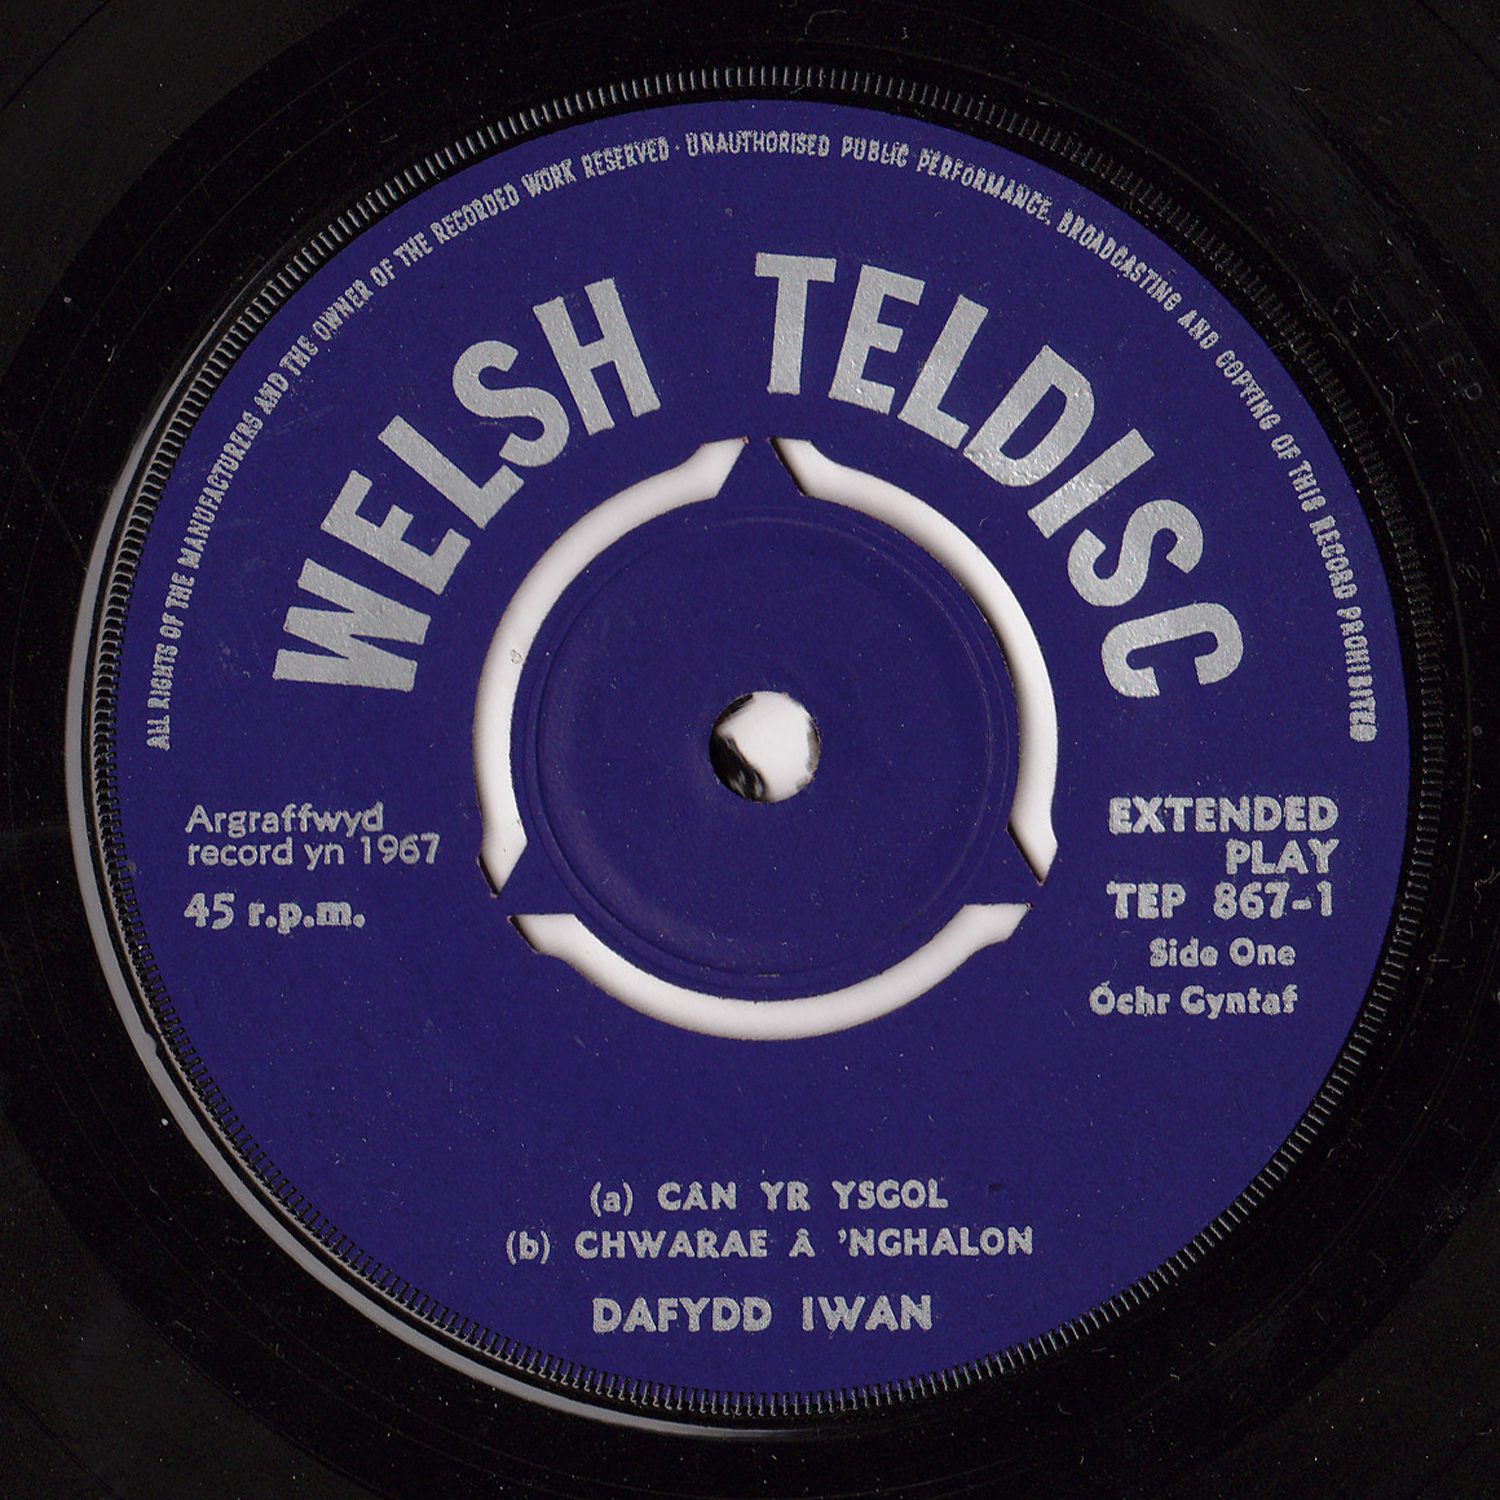 ALL RIGHTS OF THE MANUFACTURERS AND THE OWNER OF THE RECORDED WORK RESERVED · UNAUTHORISED PUBLIC PERFORMANCE, BROADCASTING AND COPYING OF THIS RECORD PROHIBITED
WELSH TELDISC
Argraffwyd
record yn 1967
45 r.p.m.
EXTENDED
PLAY
TEP 867-1
Side One
Ochr Gyntaf
(a) CAN YR YSGOL
(b) CHWARAE Â 'NGHALON
DAFYDD IWAN